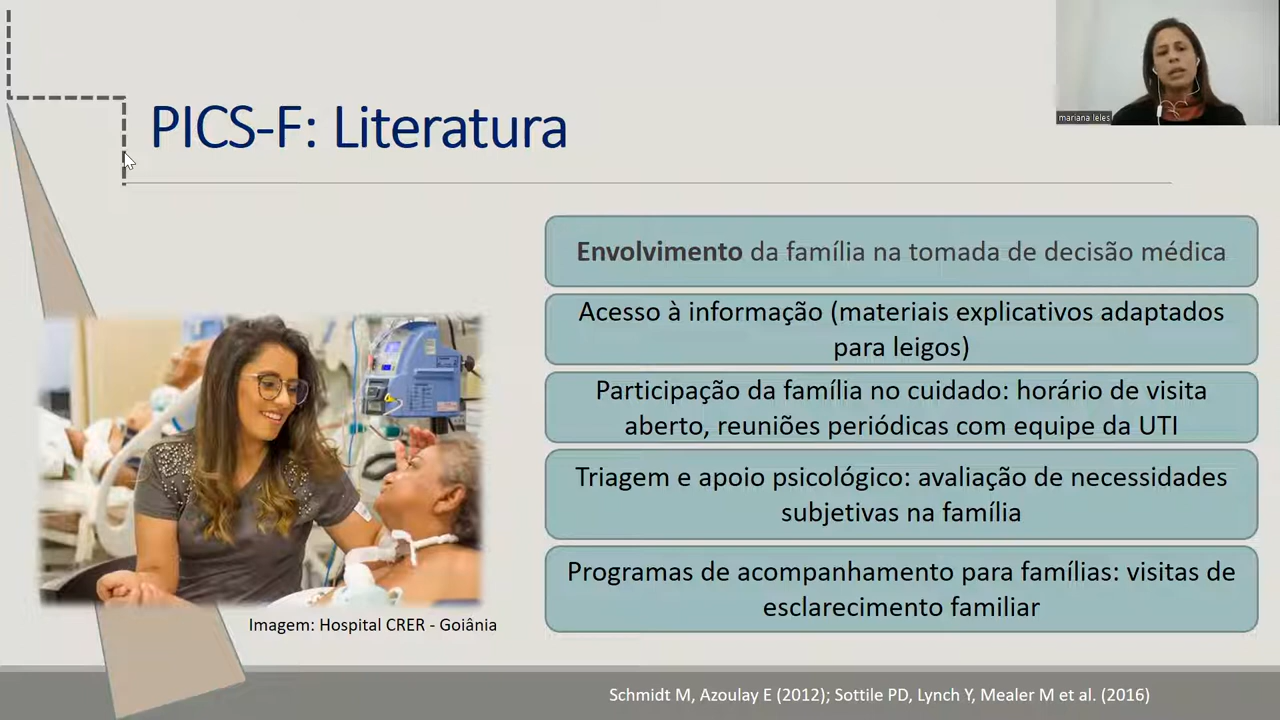 mariana leles
PICS-F: Literatura
Envolvimento da família na tomada de decisão médica
Acesso à informação (materiais explicativos adaptados
para leigos)
Participação da família no cuidado: horário de visita
aberto, reuniões periódicas com equipe da UTI
Triagem e apoio psicológico: avaliação de necessidades
subjetivas na família
Programas de acompanhamento para famílias: visitas de
esclarecimento familiar
Imagem: Hospital CRER - Goiânia
Schmidt M, Azoulay E (2012); Sottile PD, Lynch Y, Mealer M et al. (2016)